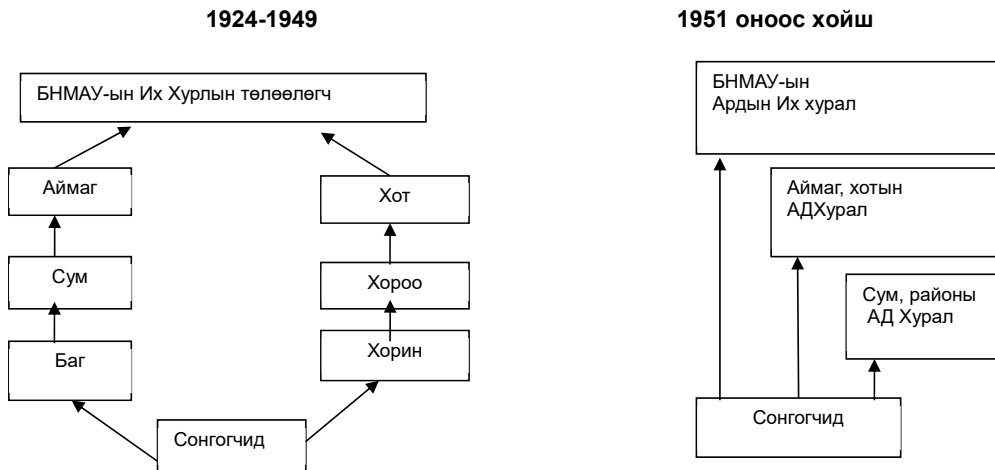 1924-1949
БНМАУ-ын Их Хурлын төлөөлөгч
Аймаг
Сум
Баг
Хот
Хороо
Хорин
Сонгогчид
1951 оноос хойш
БНМАУ-ын
Ардын Их хурал
Аймаг, хотын
АДХурал
Сум, районы
АД Хурал
Сонгогчид